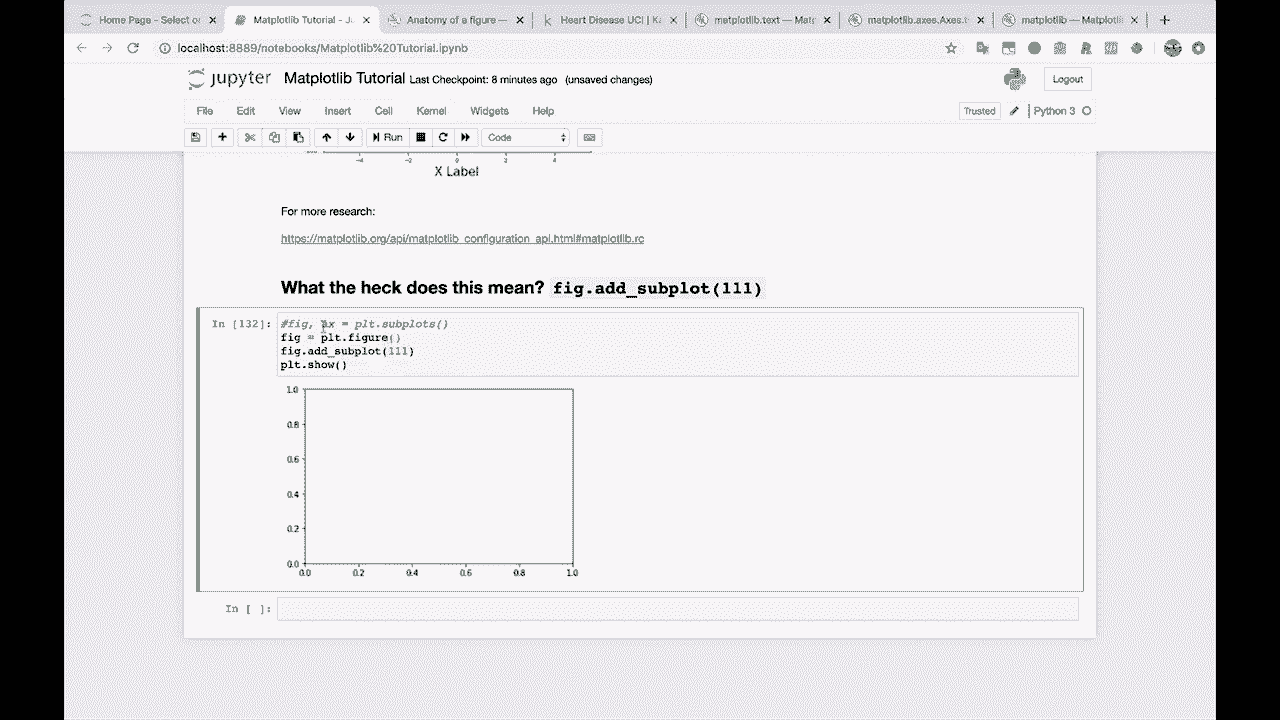 Home Page - Select or
Matplotlib Tutorial - Ju
Anatomy of a figure —
Heart Disease UCI | Ka
matplotlib.text — Matp
matplotlib.axes.Axes.t
matplotlib — Matplotli
localhost:8889/notebooks/Matplotlib%20Tutorial.ipynb
jupyter Matplotlib Tutorial Last Checkpoint: 8 minutes ago (unsaved changes)
Logout
File Edit View Insert Cell Kernel Widgets Help
Trusted Python 3
Run Code
-4 -2 0 2 4
X Label
For more research:
https://matplotlib.org/api/matplotlib_configuration_api.html#matplotlib.rc
What the heck does this mean? fig.add_subplot(111)
In [132]: #fig, ax = plt.subplots()
fig = plt.figure()
fig.add_subplot(111)
plt.show()
1.0
0.8
0.6
0.4
0.2
0.0
0.0 0.2 0.4 0.6 0.8 1.0
In [ ]: